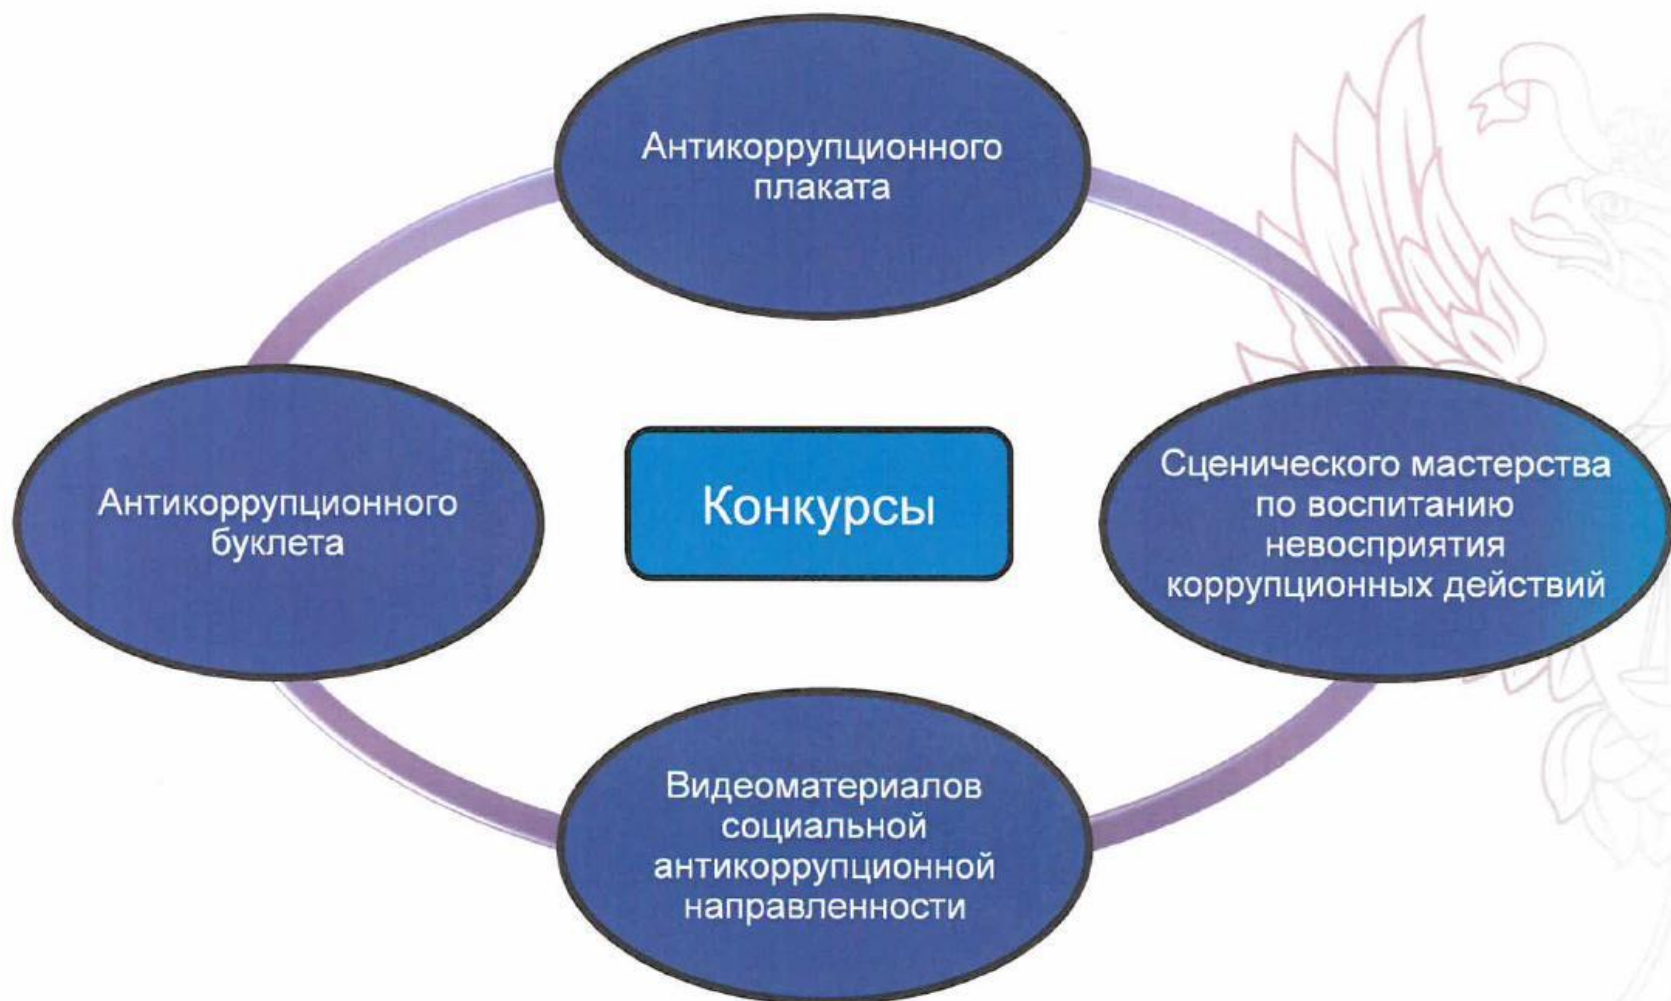 Антикоррупционного
плаката
Антикоррупционного
буклета
Конкурсы
Сценического мастерства
по воспитанию
невосприятия
коррупционных действий
Видеоматериалов
социальной
антикоррупционной
направленности